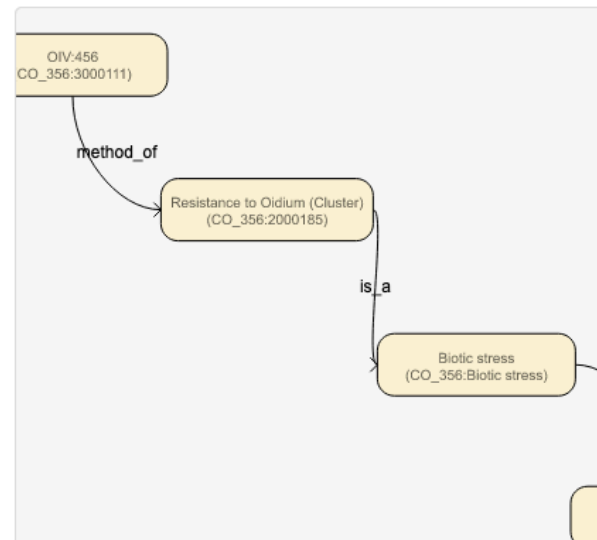 OIV:456
CO_356:3000111)
method_of
Resistance to Oidium (Cluster)
(CO_356:2000185)
is_a
Biotic stress
(CO_356:Biotic stress)